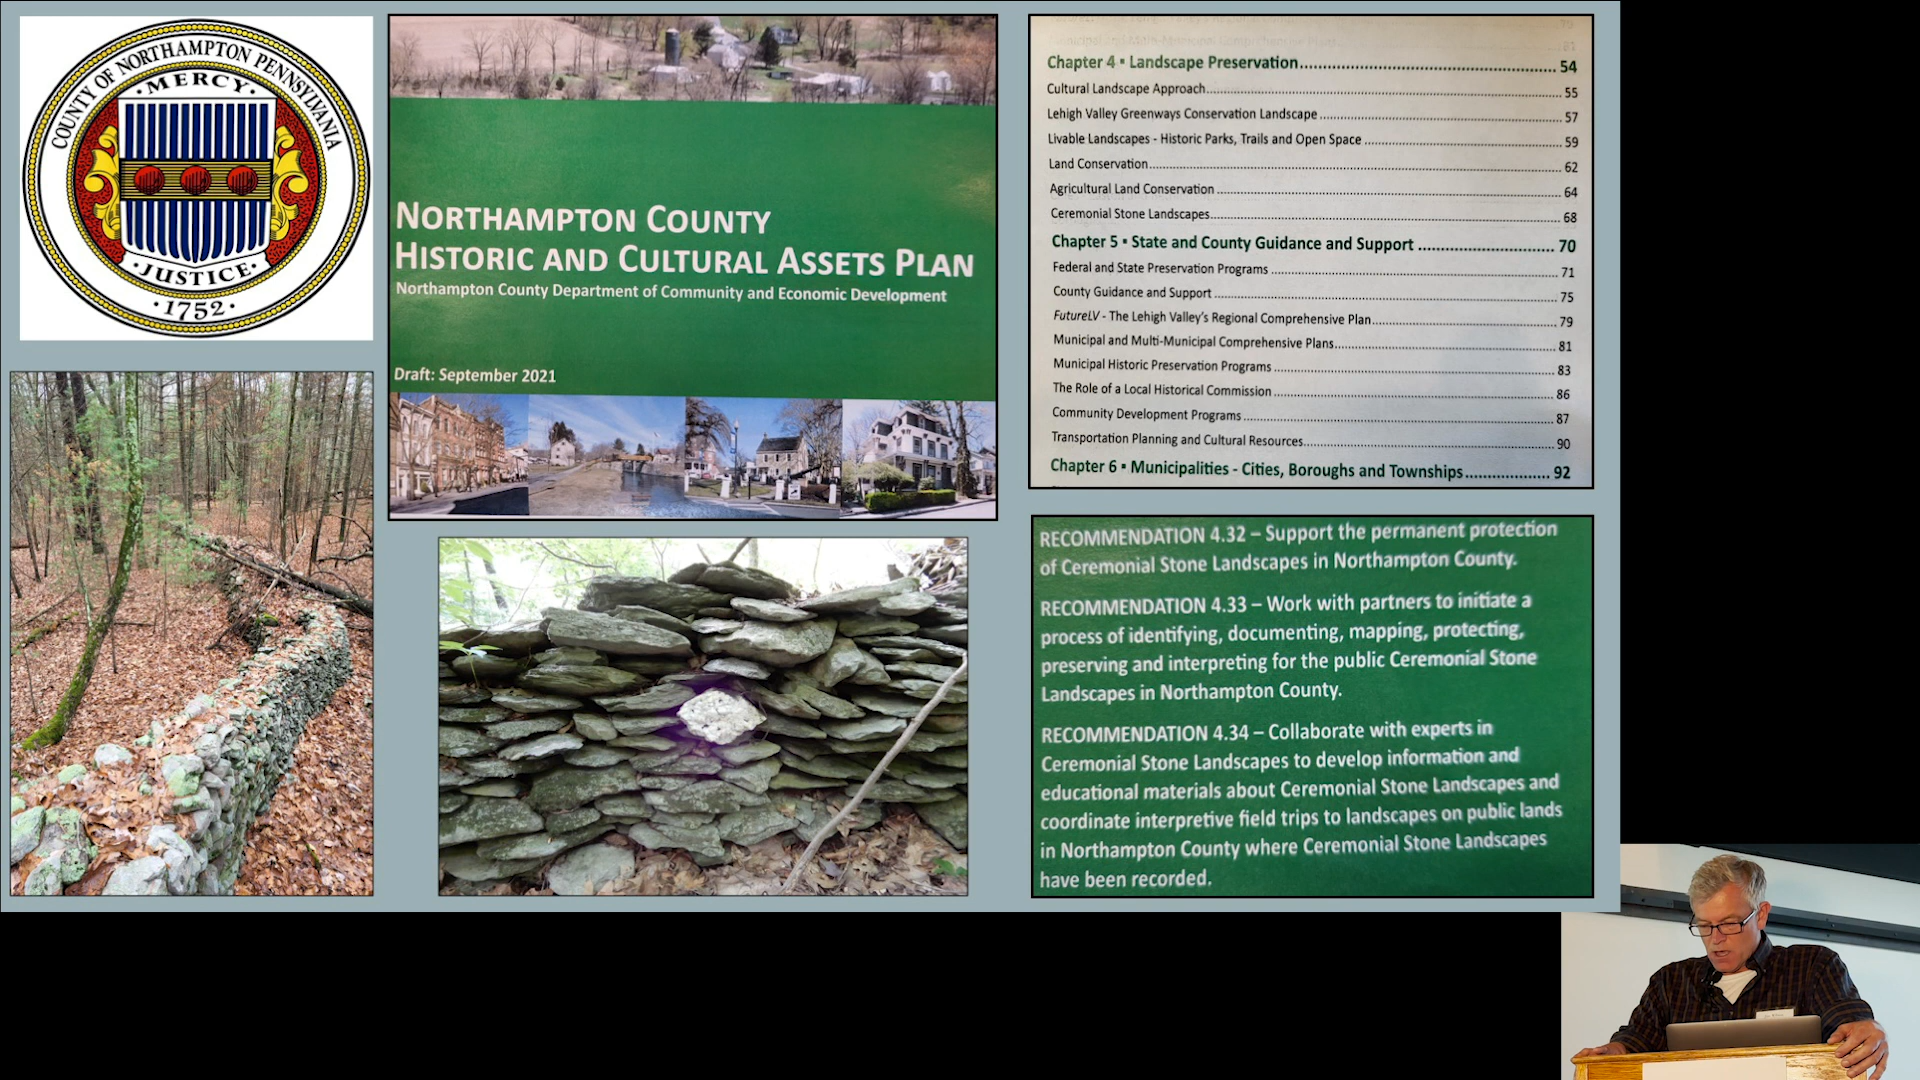 COUNTY OF NORTHAMPTON PENNSYLVANIA
·MERCY·
·JUSTICE·
·1752·
NORTHAMPTON COUNTY
HISTORIC AND CULTURAL ASSETS PLAN
Northampton County Department of Community and Economic Development
Draft: September 2021
Chapter 4 ▪ Landscape Preservation.......... 54
Cultural Landscape Approach.......... 55
Lehigh Valley Greenways Conservation Landscape .......... 57
Livable Landscapes - Historic Parks, Trails and Open Space .......... 59
Land Conservation.......... 62
Agricultural Land Conservation .......... 64
Ceremonial Stone Landscapes.......... 68
Chapter 5 ▪ State and County Guidance and Support .......... 70
Federal and State Preservation Programs .......... 71
County Guidance and Support .......... 75
FutureLV - The Lehigh Valley's Regional Comprehensive Plan.......... 79
Municipal and Multi-Municipal Comprehensive Plans.......... 81
Municipal Historic Preservation Programs .......... 83
The Role of a Local Historical Commission .......... 86
Community Development Programs .......... 87
Transportation Planning and Cultural Resources.......... 90
Chapter 6 ▪ Municipalities - Cities, Boroughs and Townships.......... 92
RECOMMENDATION 4.32 – Support the permanent protection
of Ceremonial Stone Landscapes in Northampton County.
RECOMMENDATION 4.33 – Work with partners to initiate a
process of identifying, documenting, mapping, protecting,
preserving and interpreting for the public Ceremonial Stone
Landscapes in Northampton County.
RECOMMENDATION 4.34 – Collaborate with experts in
Ceremonial Stone Landscapes to develop information and
educational materials about Ceremonial Stone Landscapes and
coordinate interpretive field trips to landscapes on public lands
in Northampton County where Ceremonial Stone Landscapes
have been recorded.